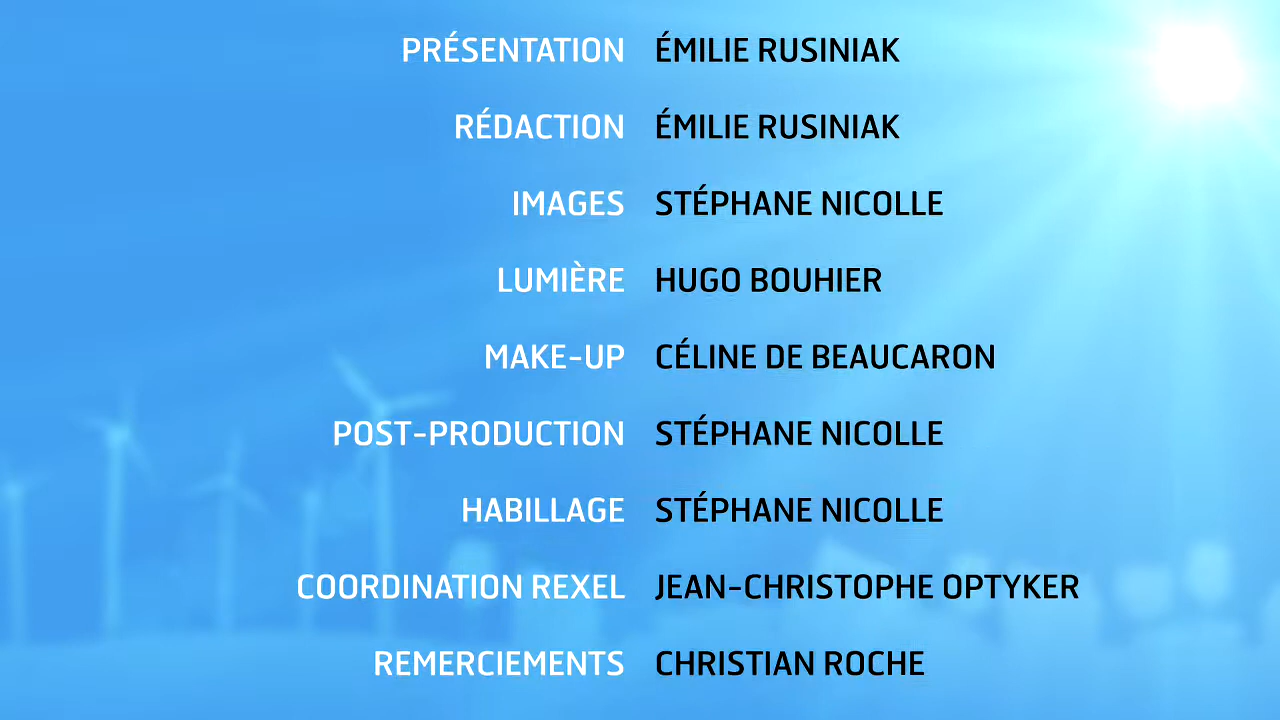 PRÉSENTATION ÉMILIE RUSINIAK
RÉDACTION ÉMILIE RUSINIAK
IMAGES STÉPHANE NICOLLE
LUMIÈRE HUGO BOUHIER
MAKE-UP CÉLINE DE BEAUCARON
POST-PRODUCTION STÉPHANE NICOLLE
HABILLAGE STÉPHANE NICOLLE
COORDINATION REXEL JEAN-CHRISTOPHE OPTYKER
REMERCIEMENTS CHRISTIAN ROCHE